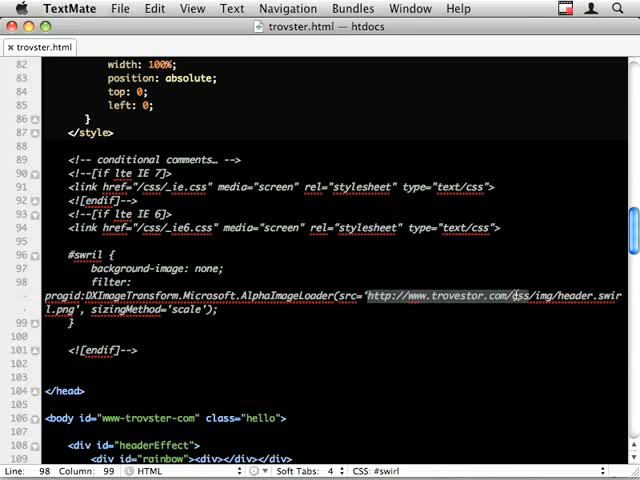 TextMate File Edit View Text Navigation Bundles Window Help
trovster.html — htdocs
× trovster.html
82 width: 100%;
83 position: absolute;
84 top: 0;
85 left: 0;
86 }
87 </style>
88
89 <!-- conditional comments… -->
90 <!--[if lte IE 7]>
91 <link href="/css/_ie.css" media="screen" rel="stylesheet" type="text/css">
92 <![endif]-->
93 <!--[if lte IE 6]>
94 <link href="/css/_ie6.css" media="screen" rel="stylesheet" type="text/css">
95
96 #swril {
97 background-image: none;
98 filter:
progid:DXImageTransform.Microsoft.AlphaImageLoader(src='http://www.trovestor.com/css/img/header.swir
l.png', sizingMethod='scale');
99 }
100
101 <![endif]-->
102
103
104 </head>
105
106 <body id="www-trovster-com" class="hello">
107
108 <div id="headerEffect">
109 <div id="rainbow"><div></div></div>
Line: 98 Column: 99 HTML Soft Tabs: 4 CSS: #swirl